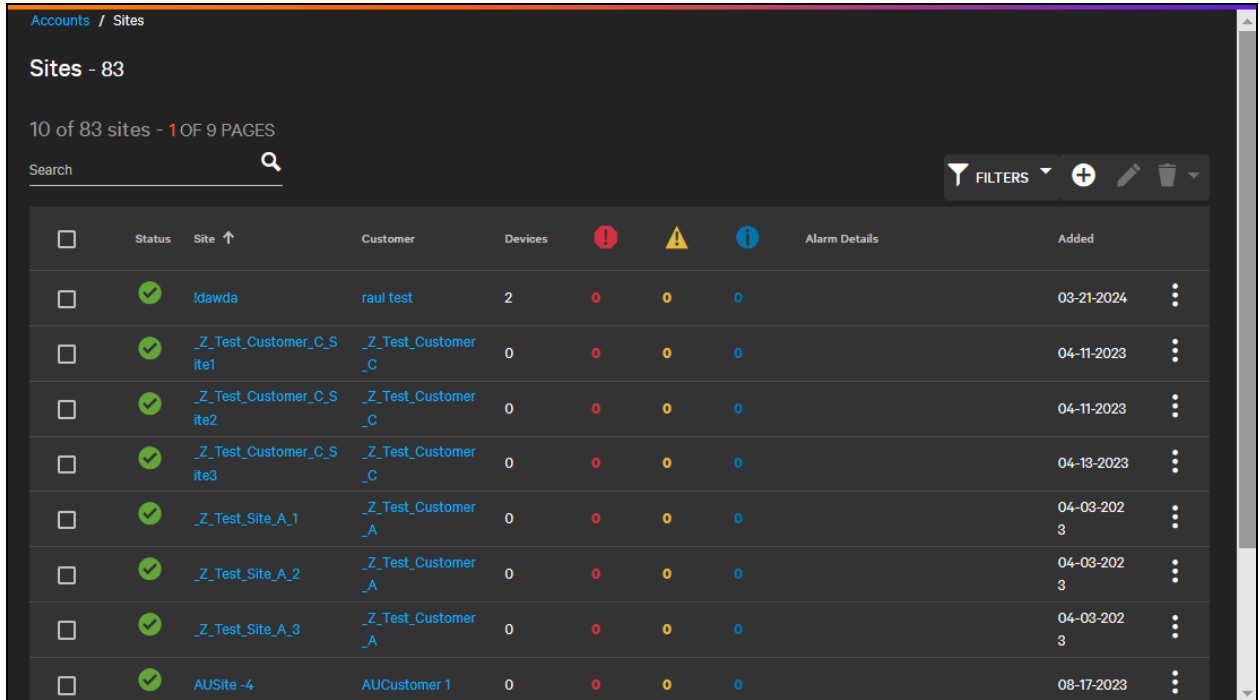 Accounts / Sites
Sites - 83
10 of 83 sites - 1 OF 9 PAGES
Search
FILTERS
Status Site ↑ Customer Devices Alarm Details Added
!dawda raul test 2 0 0 0 03-21-2024
_Z_Test_Customer_C_S _Z_Test_Customer
ite1 _C 0 0 0 0 04-11-2023
_Z_Test_Customer_C_S _Z_Test_Customer
ite2 _C 0 0 0 0 04-11-2023
_Z_Test_Customer_C_S _Z_Test_Customer
ite3 _C 0 0 0 0 04-13-2023
_Z_Test_Site_A_1 _Z_Test_Customer
_A 0 0 0 0 04-03-202
3
_Z_Test_Site_A_2 _Z_Test_Customer
_A 0 0 0 0 04-03-202
3
_Z_Test_Site_A_3 _Z_Test_Customer
_A 0 0 0 0 04-03-202
3
AUSite -4 AUCustomer 1 0 0 0 0 08-17-2023